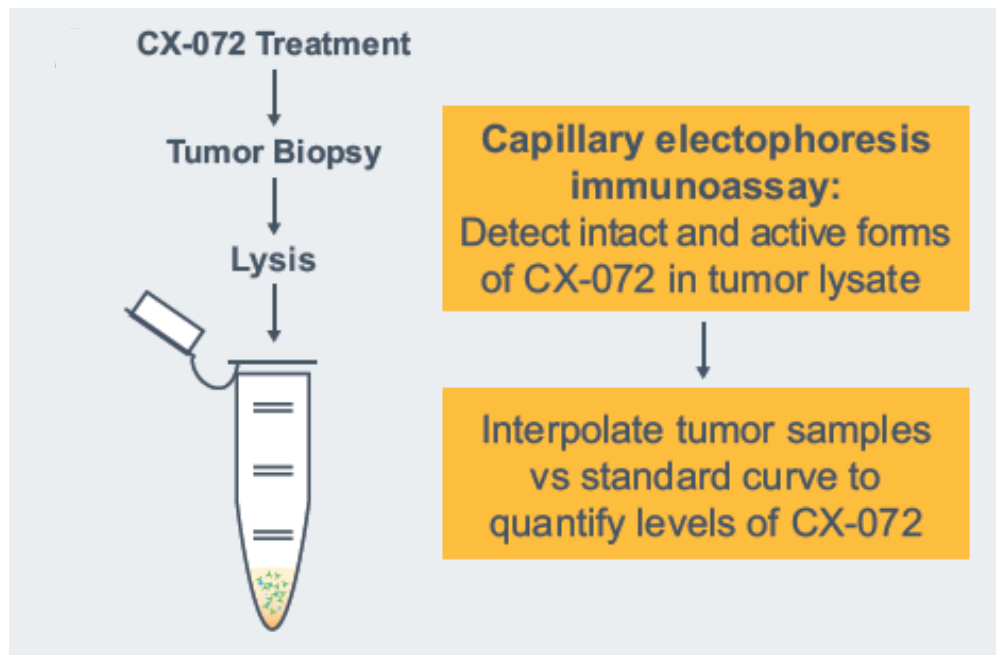 CX-072 Treatment
Tumor Biopsy
Lysis
Capillary electophoresis
immunoassay:
Detect intact and active forms
of CX-072 in tumor lysate
Interpolate tumor samples
vs standard curve to
quantify levels of CX-072